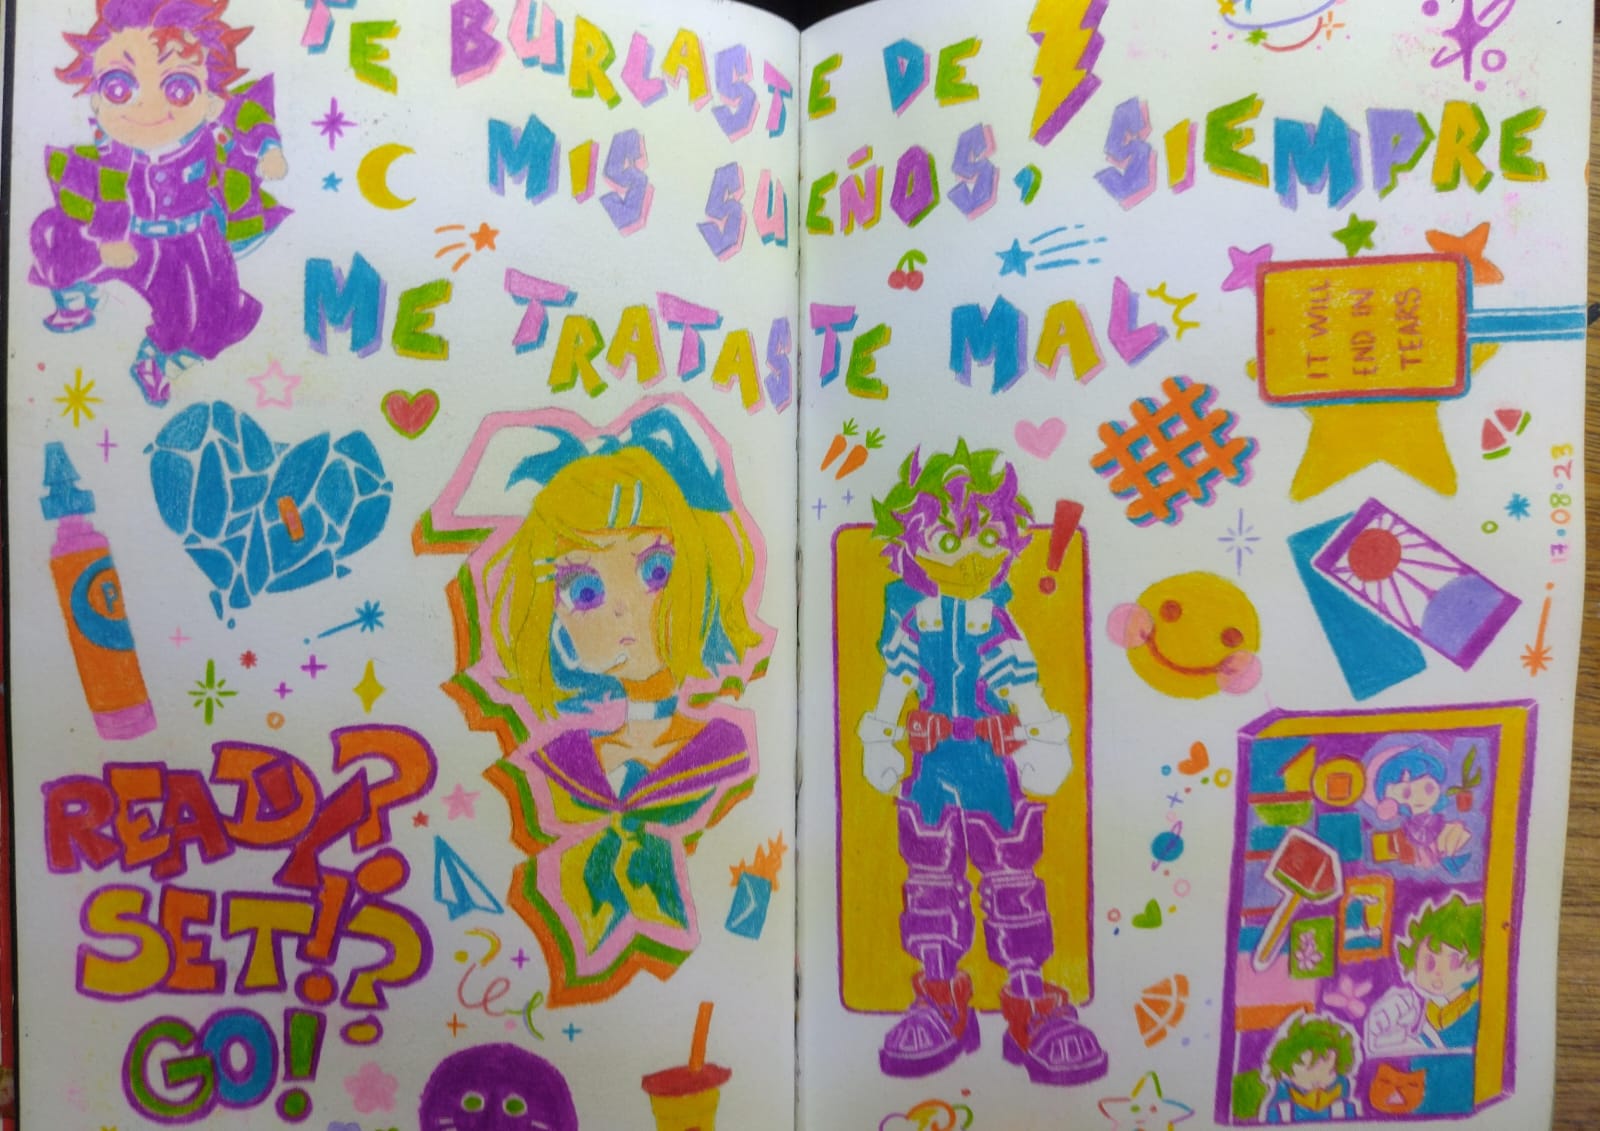 TE BURLASTE DE
MIS SUEÑOS, SIEMPRE
ME TRATASTE MAL
IT WILL
END IN
TEARS
17.08.23
P
READY?
SET!?
GO!